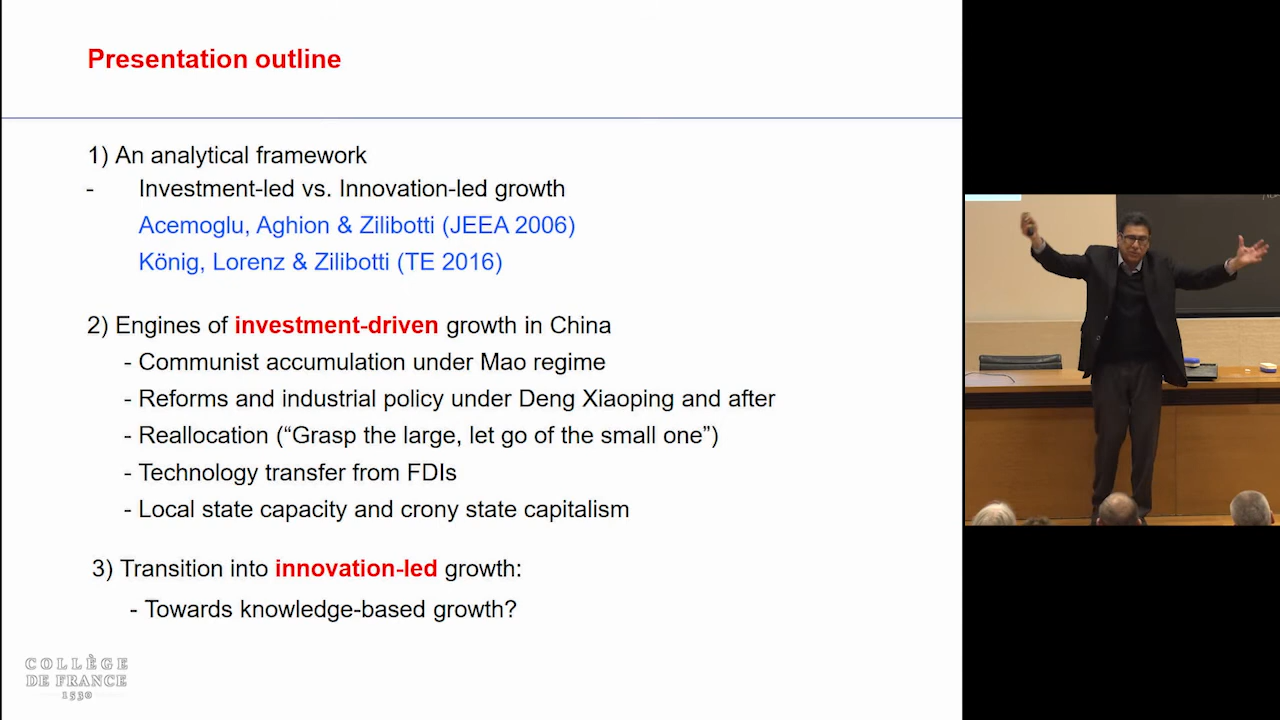 Presentation outline
1) An analytical framework
- Investment-led vs. Innovation-led growth
Acemoglu, Aghion & Zilibotti (JEEA 2006)
König, Lorenz & Zilibotti (TE 2016)
2) Engines of investment-driven growth in China
- Communist accumulation under Mao regime
- Reforms and industrial policy under Deng Xiaoping and after
- Reallocation (“Grasp the large, let go of the small one”)
- Technology transfer from FDIs
- Local state capacity and crony state capitalism
3) Transition into innovation-led growth:
- Towards knowledge-based growth?
COLLÈGE
DE FRANCE
1530